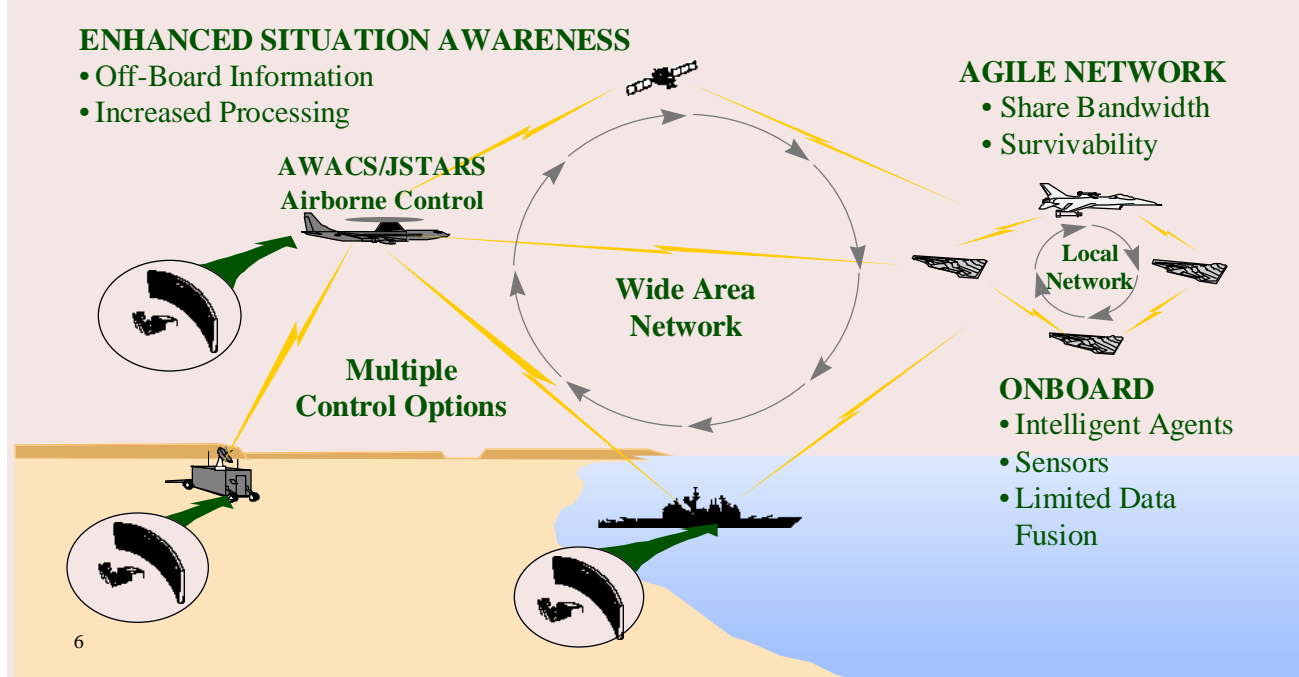 ENHANCED SITUATION AWARENESS
• Off-Board Information
• Increased Processing
AGILE NETWORK
• Share Bandwidth
• Survivability
AWACS/JSTARS
Airborne Control
Local
Network
Wide Area
Network
Multiple
Control Options
ONBOARD
• Intelligent Agents
• Sensors
• Limited Data
Fusion
6